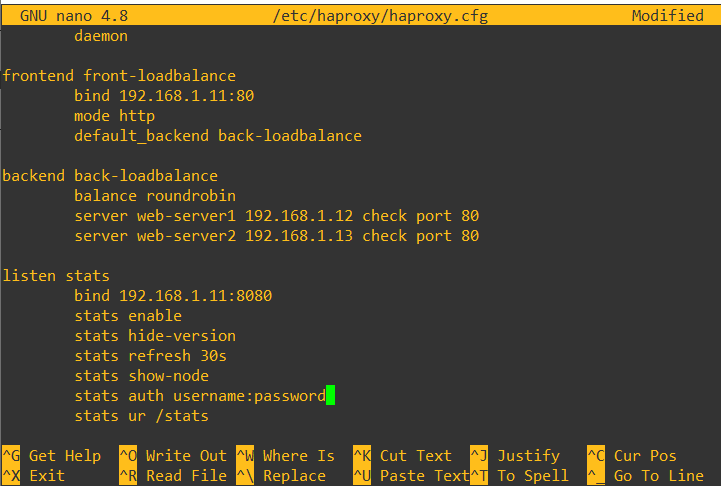 GNU nano 4.8 /etc/haproxy/haproxy.cfg Modified
daemon
frontend front-loadbalance
bind 192.168.1.11:80
mode http
default_backend back-loadbalance
backend back-loadbalance
balance roundrobin
server web-server1 192.168.1.12 check port 80
server web-server2 192.168.1.13 check port 80
listen stats
bind 192.168.1.11:8080
stats enable
stats hide-version
stats refresh 30s
stats show-node
stats auth username:password
stats ur /stats
^G Get Help ^O Write Out ^W Where Is ^K Cut Text ^J Justify ^C Cur Pos
^X Exit ^R Read File ^\ Replace ^U Paste Text ^T To Spell ^_ Go To Line